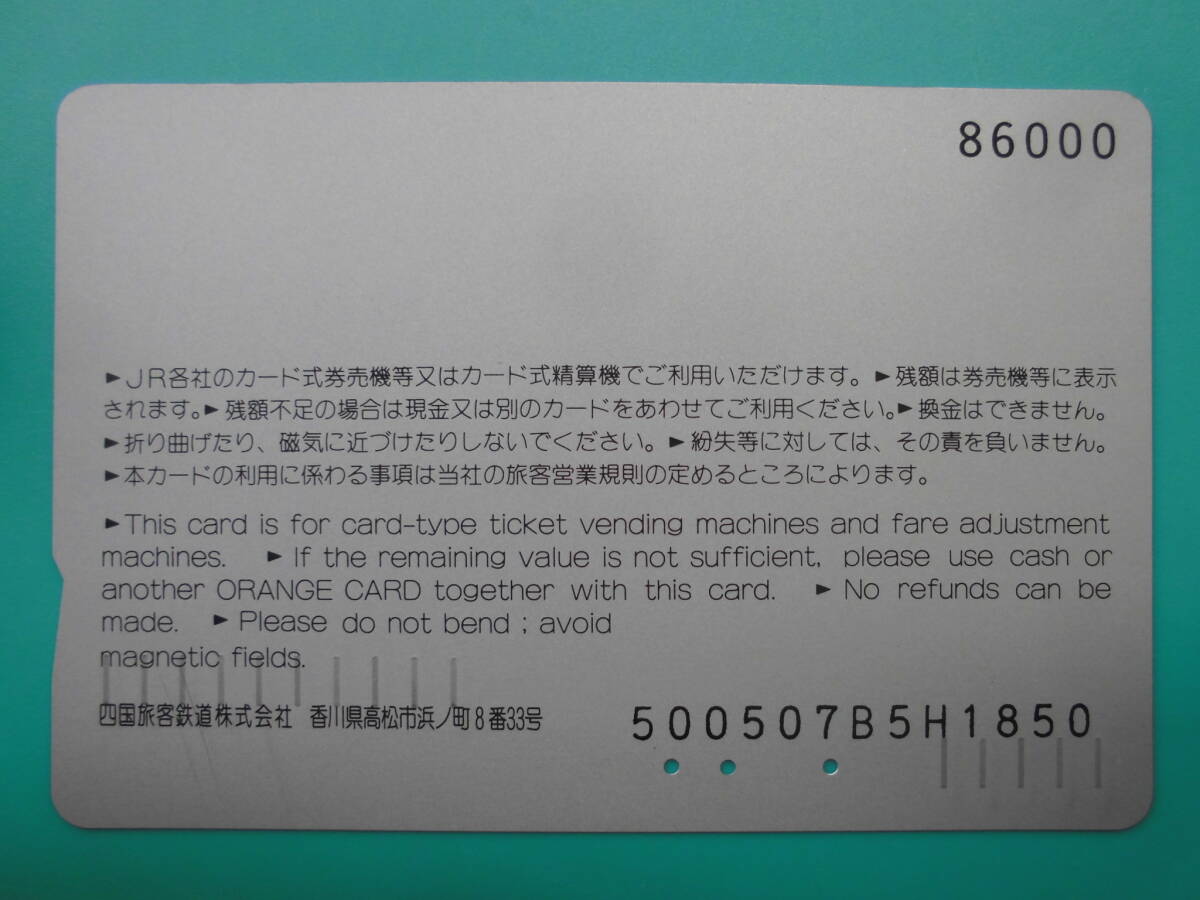 86000
►JR各社のカード式券売機等又はカード式精算機でご利用いただけます。►残額は券売機等に表示
されます。►残額不足の場合は現金又は別のカードをあわせてご利用ください。►換金はできません。
►折り曲げたり、磁気に近づけたりしないでください。►紛失等に対しては、その責を負いません。
►本カードの利用に係わる事項は当社の旅客営業規則の定めるところによります。
►This card is for card-type ticket vending machines and fare adjustment
machines. ►If the remaining value is not sufficient, please use cash or
another ORANGE CARD together with this card. ►No refunds can be
made. ►Please do not bend ; avoid
magnetic fields.
四国旅客鉄道株式会社 香川県高松市浜ノ町8番33号
500507B5H1850